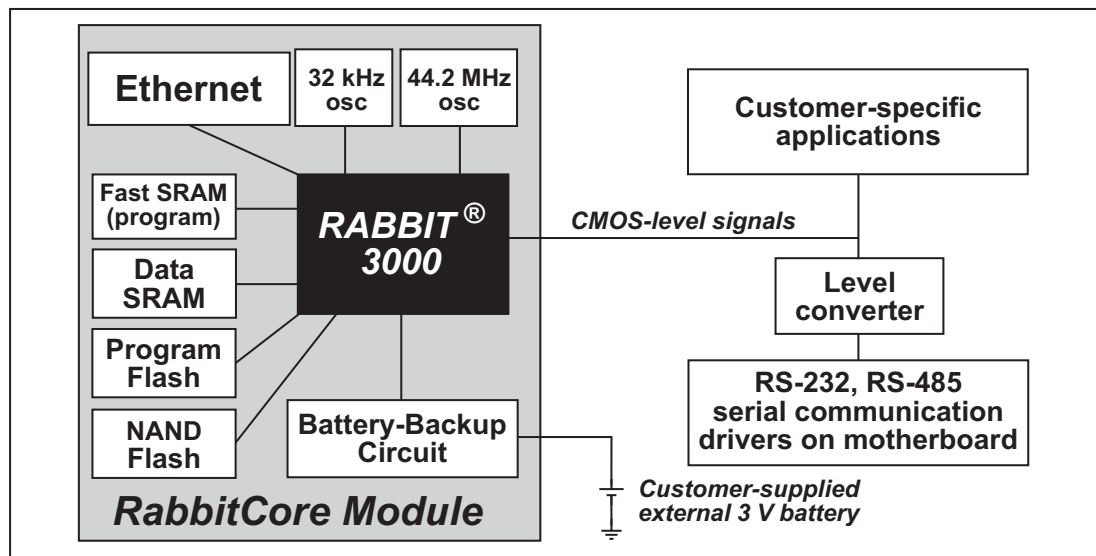 Ethernet
32 kHz
osc
44.2 MHz
osc
Fast SRAM
(program)
Data
SRAM
Program
Flash
NAND
Flash
RABBIT ®
3000
Battery-Backup
Circuit
RabbitCore Module
CMOS-level signals
Customer-specific
applications
Level
converter
RS-232, RS-485
serial communication
drivers on motherboard
Customer-supplied
external 3 V battery